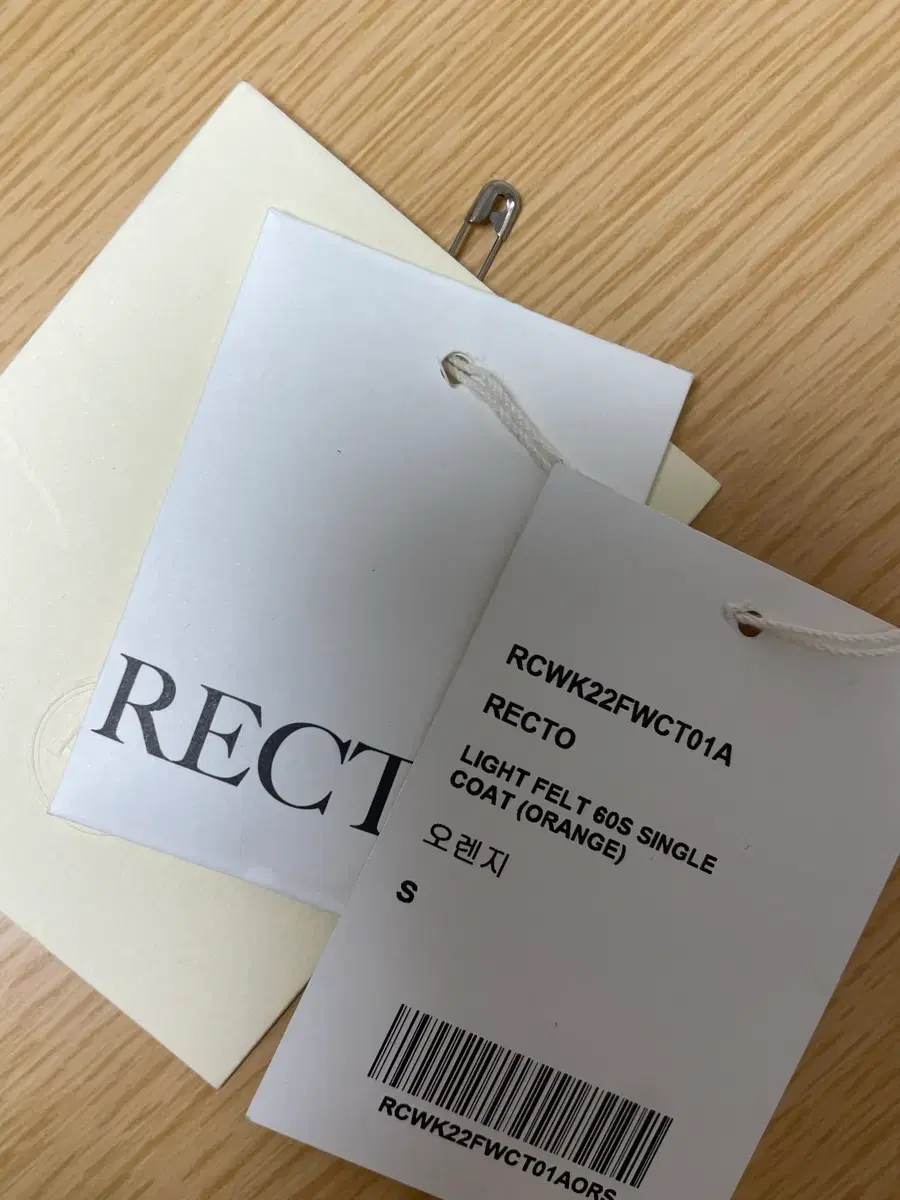 RECT
RCWK22FWCT01A
RECTO
LIGHT FELT 60S SINGLE
COAT (ORANGE)
오렌지
S
RCWK22FWCT01AORS